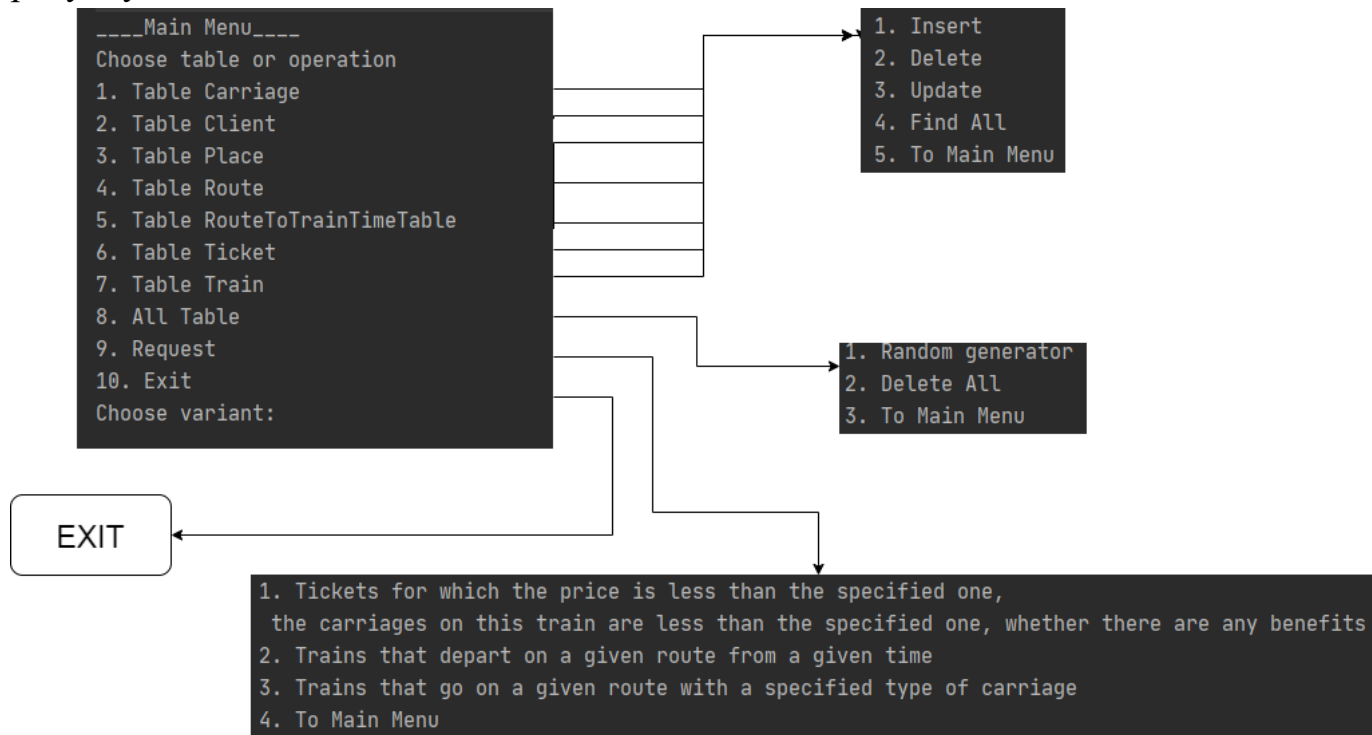 ____Main Menu____
Choose table or operation
1. Table Carriage
2. Table Client
3. Table Place
4. Table Route
5. Table RouteToTrainTimeTable
6. Table Ticket
7. Table Train
8. All Table
9. Request
10. Exit
Choose variant:
1. Insert
2. Delete
3. Update
4. Find All
5. To Main Menu
1. Random generator
2. Delete All
3. To Main Menu
EXIT
1. Tickets for which the price is less than the specified one,
the carriages on this train are less than the specified one, whether there are any benefits
2. Trains that depart on a given route from a given time
3. Trains that go on a given route with a specified type of carriage
4. To Main Menu